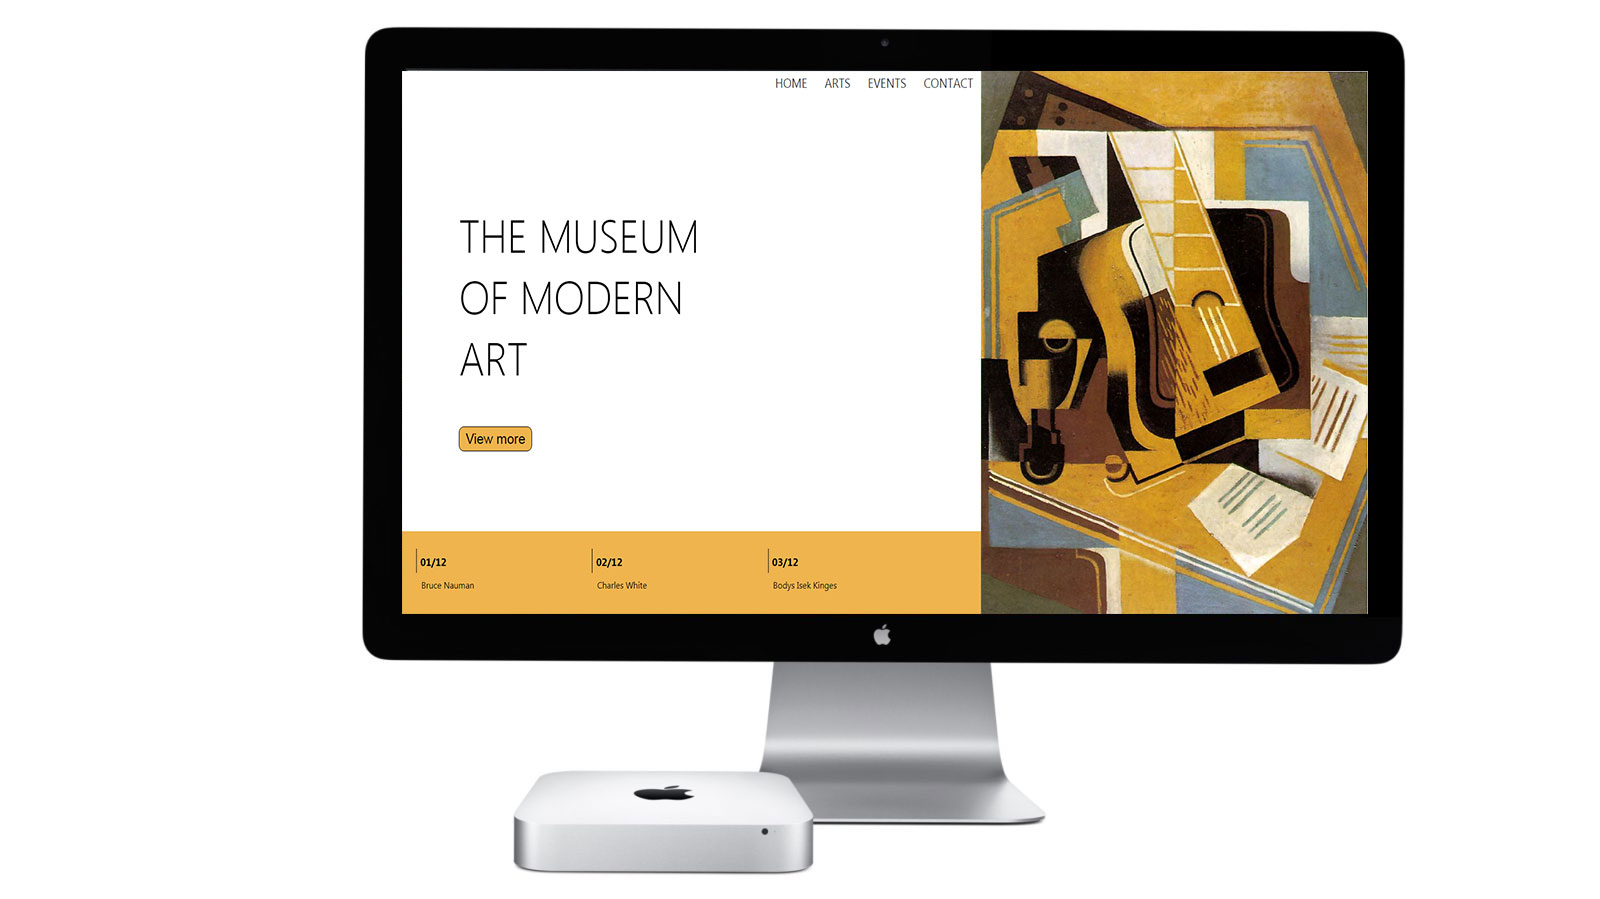 HOME ARTS EVENTS CONTACT
THE MUSEUM
OF MODERN
ART
View more
01/12
Bruce Nauman
02/12
Charles White
03/12
Bodys Isek Kinges